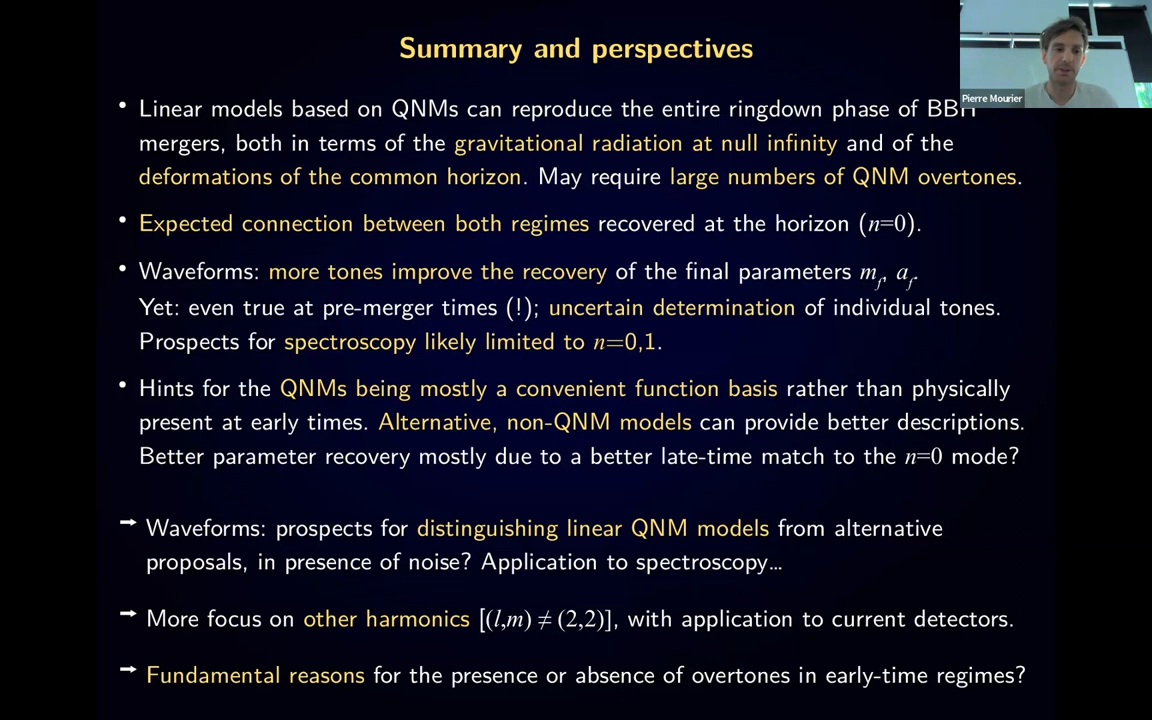 Summary and perspectives
Pierre Mourier
• Linear models based on QNMs can reproduce the entire ringdown phase of BBH
mergers, both in terms of the gravitational radiation at null infinity and of the
deformations of the common horizon. May require large numbers of QNM overtones.
• Expected connection between both regimes recovered at the horizon (n=0).
• Waveforms: more tones improve the recovery of the final parameters m_f, a_f.
Yet: even true at pre-merger times (!); uncertain determination of individual tones.
Prospects for spectroscopy likely limited to n=0,1.
• Hints for the QNMs being mostly a convenient function basis rather than physically
present at early times. Alternative, non-QNM models can provide better descriptions.
Better parameter recovery mostly due to a better late-time match to the n=0 mode?
➞ Waveforms: prospects for distinguishing linear QNM models from alternative
proposals, in presence of noise? Application to spectroscopy…
➞ More focus on other harmonics [(l,m) ≠ (2,2)], with application to current detectors.
➞ Fundamental reasons for the presence or absence of overtones in early-time regimes?